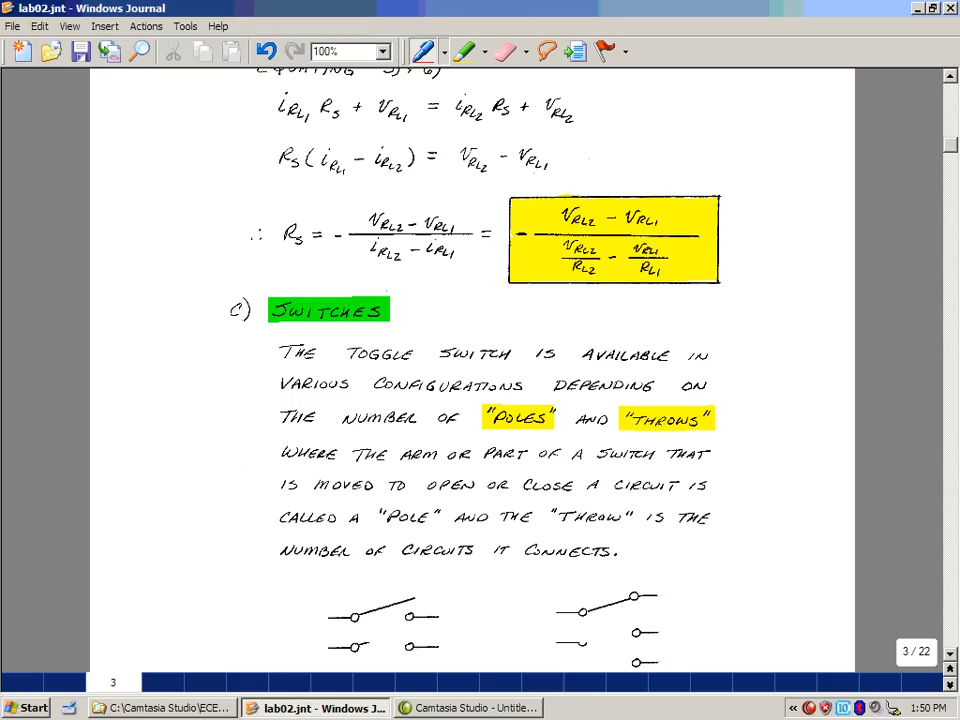 lab02.jnt - Windows Journal
File Edit View Insert Actions Tools Help
100%
EQUATING 5) & 6)
i_RL1 R_S + V_RL1 = i_RL2 R_S + V_RL2
R_S ( i_RL1 - i_RL2 ) = V_RL2 - V_RL1
∴ R_S = - (V_RL2 - V_RL1) / (i_RL2 - i_RL1) = - (V_RL2 - V_RL1) / (V_RL2/R_L2 - V_RL1/R_L1)
C) SWITCHES
THE TOGGLE SWITCH IS AVAILABLE IN
VARIOUS CONFIGURATIONS DEPENDING ON
THE NUMBER OF "POLES" AND "THROWS"
WHERE THE ARM OR PART OF A SWITCH THAT
IS MOVED TO OPEN OR CLOSE A CIRCUIT IS
CALLED A "POLE" AND THE "THROW" IS THE
NUMBER OF CIRCUITS IT CONNECTS.
3 / 22
3
Start C:\Camtasia Studio\ECE... lab02.jnt - Windows J... Camtasia Studio - Untitle... 1:50 PM